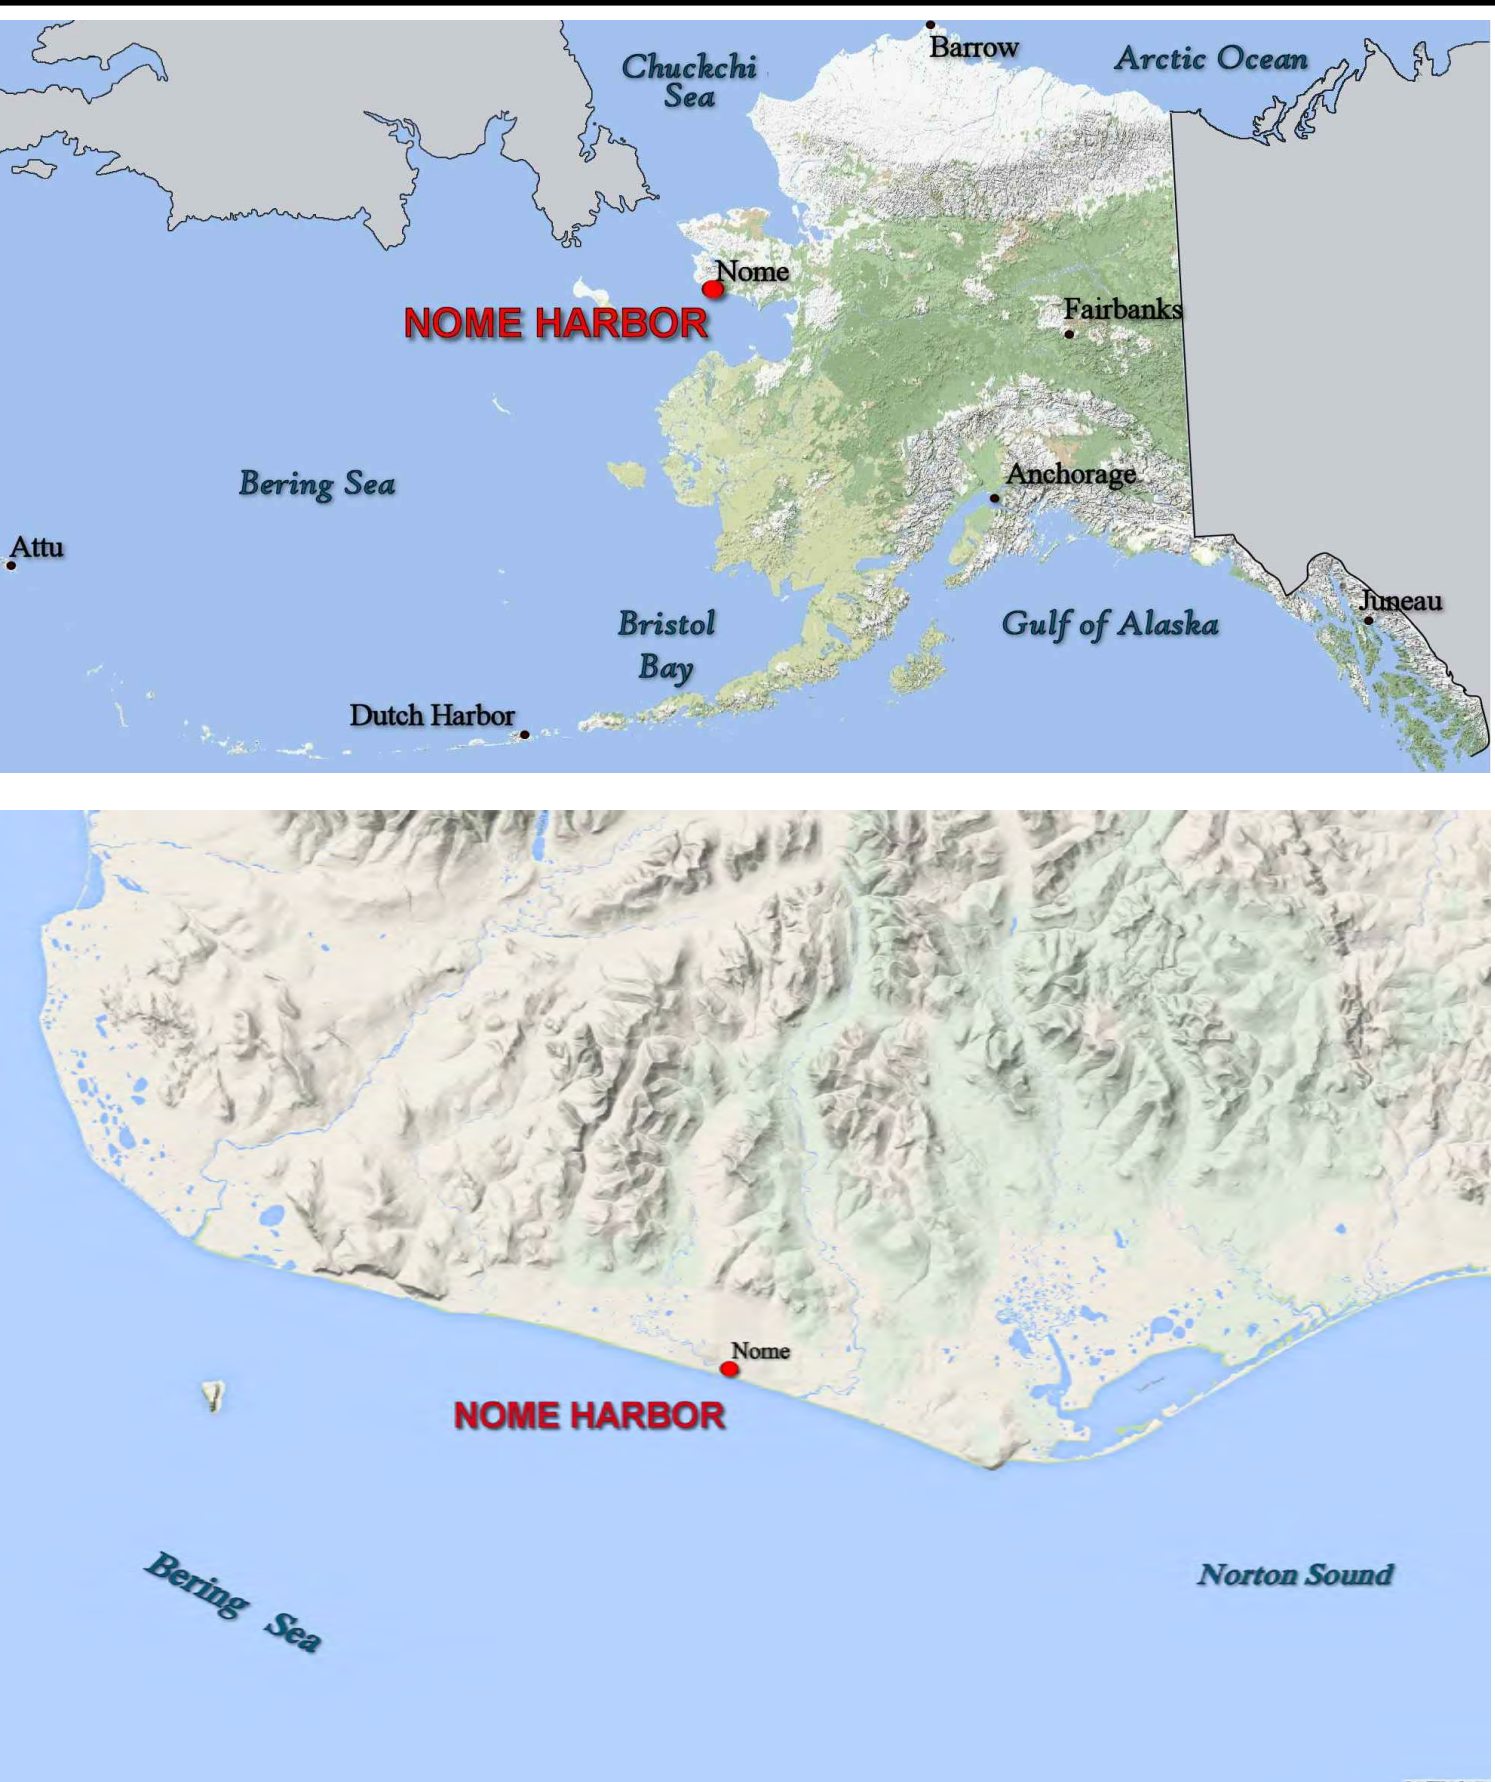 Barrow
Chuckchi
Sea
Arctic Ocean
Nome
NOME HARBOR
Fairbanks
Anchorage
Bering Sea
Attu
Juneau
Bristol
Bay
Gulf of Alaska
Dutch Harbor
Nome
NOME HARBOR
Bering Sea
Norton Sound